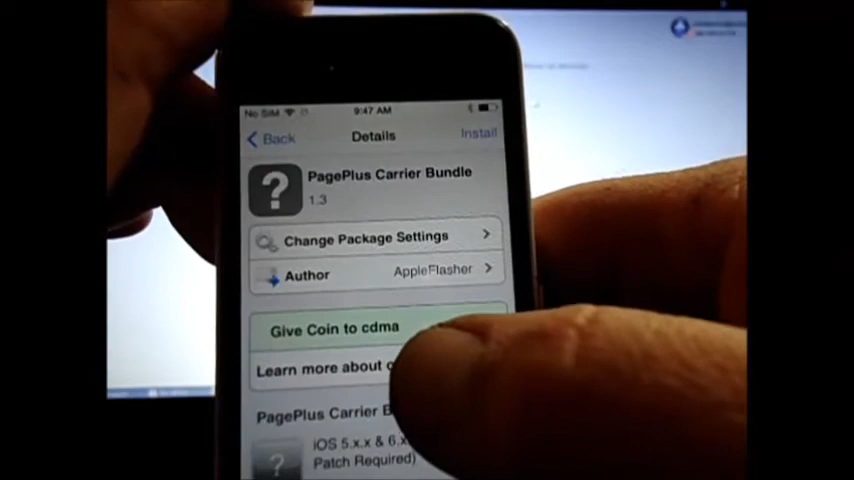 No SIM
9:47 AM
Back
Details
Install
PagePlus Carrier Bundle
1.3
Change Package Settings
Author
AppleFlasher
Give Coin to cdma
Learn more about
PagePlus Carrier
iOS 5.x.x & 6.x
Patch Required)